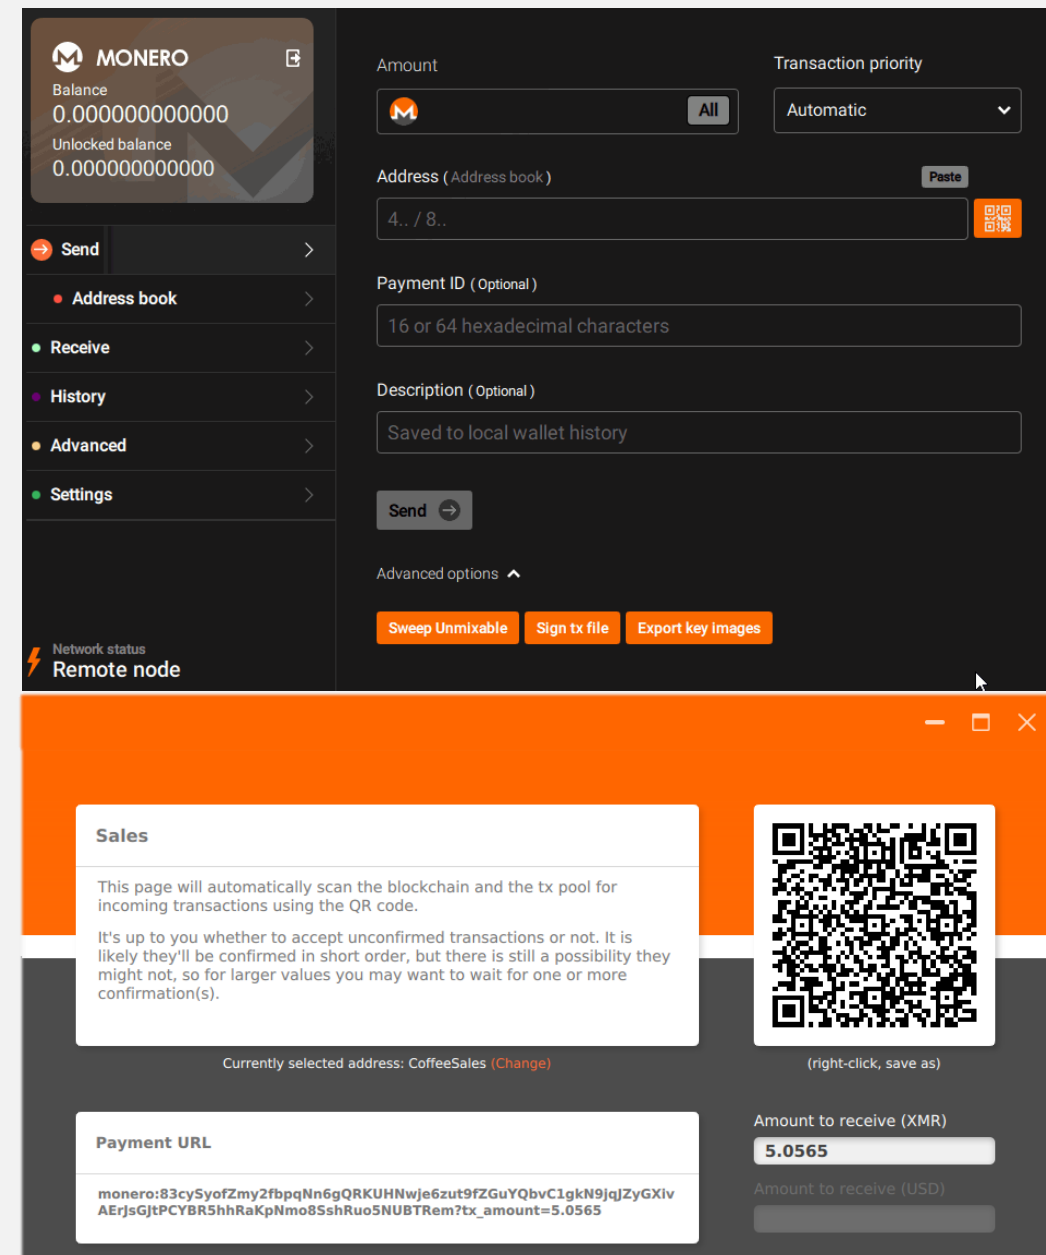 MONERO
Balance
0.000000000000
Unlocked balance
0.000000000000
Send
Address book
Receive
History
Advanced
Settings
Network status
Remote node
Amount
All
Transaction priority
Automatic
Address ( Address book )
Paste
4.. / 8..
Payment ID ( Optional )
16 or 64 hexadecimal characters
Description ( Optional )
Saved to local wallet history
Send
Advanced options
Sweep Unmixable
Sign tx file
Export key images
Sales
This page will automatically scan the blockchain and the tx pool for
incoming transactions using the QR code.
It's up to you whether to accept unconfirmed transactions or not. It is
likely they'll be confirmed in short order, but there is still a possibility they
might not, so for larger values you may want to wait for one or more
confirmation(s).
Currently selected address: CoffeeSales (Change)
(right-click, save as)
Payment URL
monero:83cySyofZmy2fbpqNn6gQRKUHNwje6zut9fZGuYQbvC1gkN9jqJZyGXiv
AErJsGJtPCYBR5hhRaKpNmo8SshRuo5NUBTRem?tx_amount=5.0565
Amount to receive (XMR)
5.0565
Amount to receive (USD)